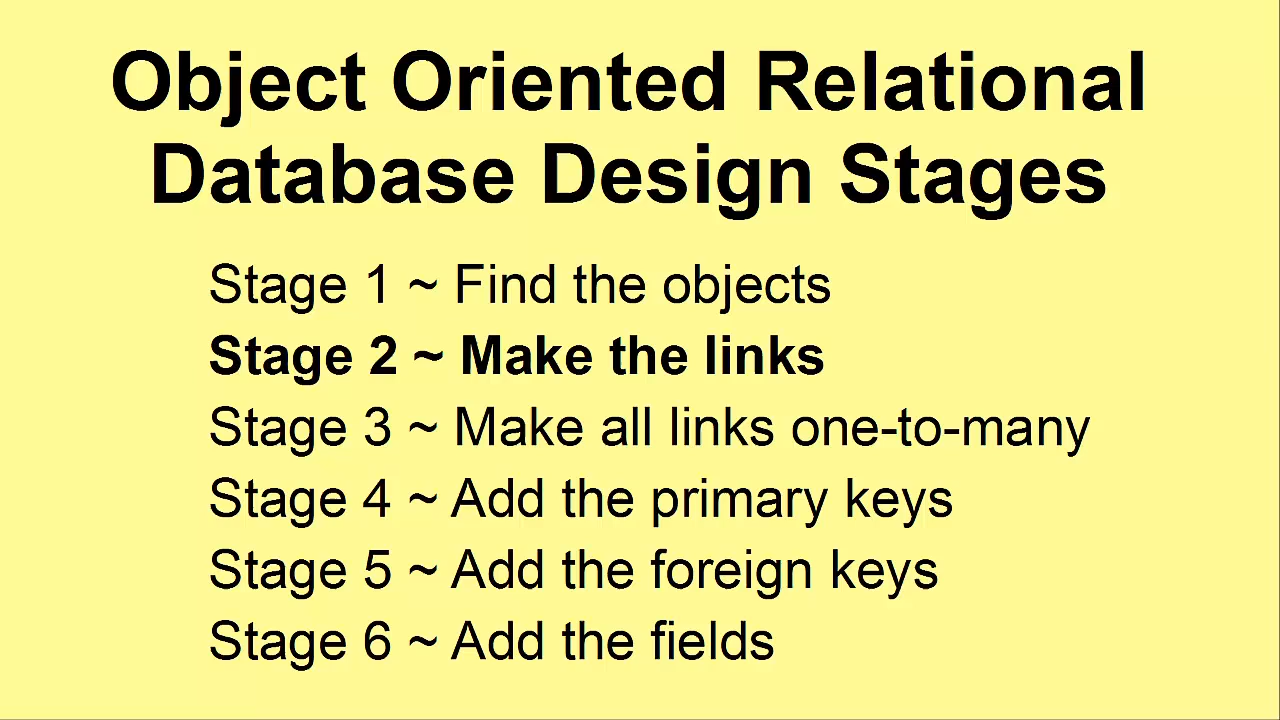 Object Oriented Relational
Database Design Stages
Stage 1 ~ Find the objects
Stage 2 ~ Make the links
Stage 3 ~ Make all links one-to-many
Stage 4 ~ Add the primary keys
Stage 5 ~ Add the foreign keys
Stage 6 ~ Add the fields